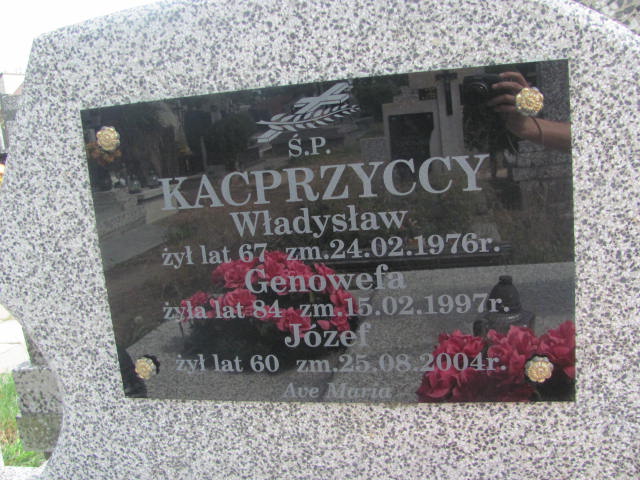 Ś.P.
KACPRZYCCY
Władysław
żył lat 67 zm.24.02.1976r.
Genowefa
żyła lat 84 zm.15.02.1997r.
Józef
żył lat 60 zm.25.08.2004r.
Ave Maria